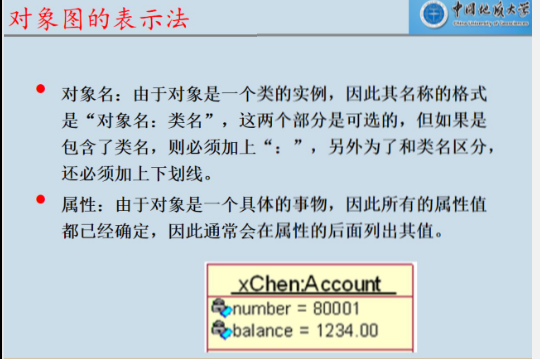 对象图的表示法
中国地质大学
• 对象名：由于对象是一个类的实例，因此其名称的格式
是“对象名：类名”，这两个部分是可选的，但如果是
包含了类名，则必须加上“：”，另外为了和类名区分，
还必须加上下划线。
• 属性：由于对象是一个具体的事物，因此所有的属性值
都已经确定，因此通常会在属性的后面列出其值。
xChen:Account
number = 80001
balance = 1234.00